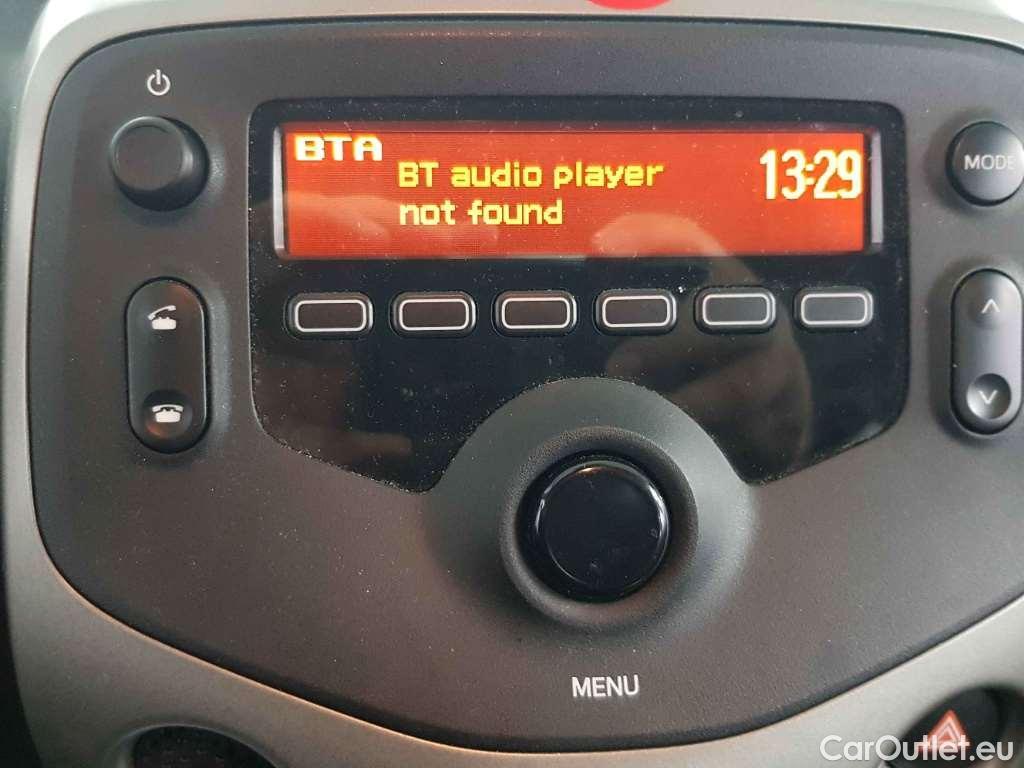 BTA
BT audio player
not found
13:29
MODE
MENU
CarOutlet.eu